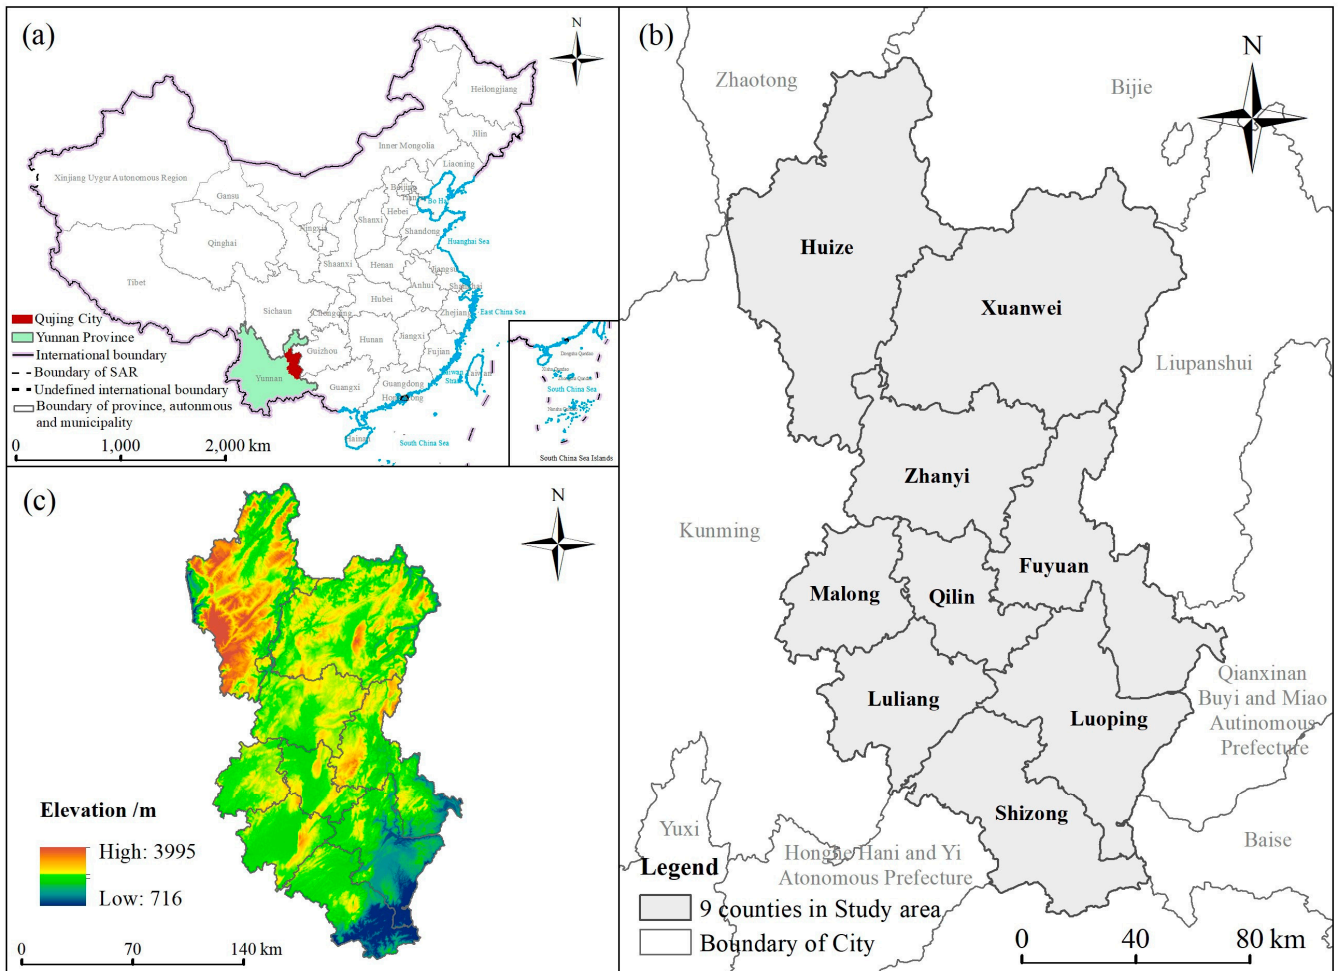 (a)
N
Heilongjiang
Jilin
Inner Mongolia
Liaoning
Xinjiang Uygur Autonomous Region
Beijing
Gansu
Bo Hai
Hebei
Shanxi
Ningxia
Shandong
Huanghai Sea
Qinghai
Shaanxi
Henan
Jiangsu
Tibet
Anhui
Shanghai
Hubei
Sichaun
Chongqing
Zhejiang
East China Sea
Qujing City
Yunnan Province
Hunan
Jiangxi
Guizhou
Fujian
International boundary
Boundary of SAR
Yunnan
Taiwan
Guangxi
Guangdong
Undefined international boundary
Boundary of province, autonmous
and municipality
Hainan
South China Sea
0
1,000
2,000 km
South China Sea
South China Sea Islands
(b)
N
Zhaotong
Bijie
Huize
Xuanwei
Liupanshui
Zhanyi
Kunming
Fuyuan
Malong
Qilin
Luliang
Luoping
Qianxinan
Buyi and Miao
Autinomous
Prefecture
Shizong
Yuxi
Baise
Honghe Hani and Yi
Atonomous Prefecture
Legend
9 counties in Study area
Boundary of City
0
40
80 km
(c)
N
Elevation /m
High: 3995
Low: 716
0
70
140 km